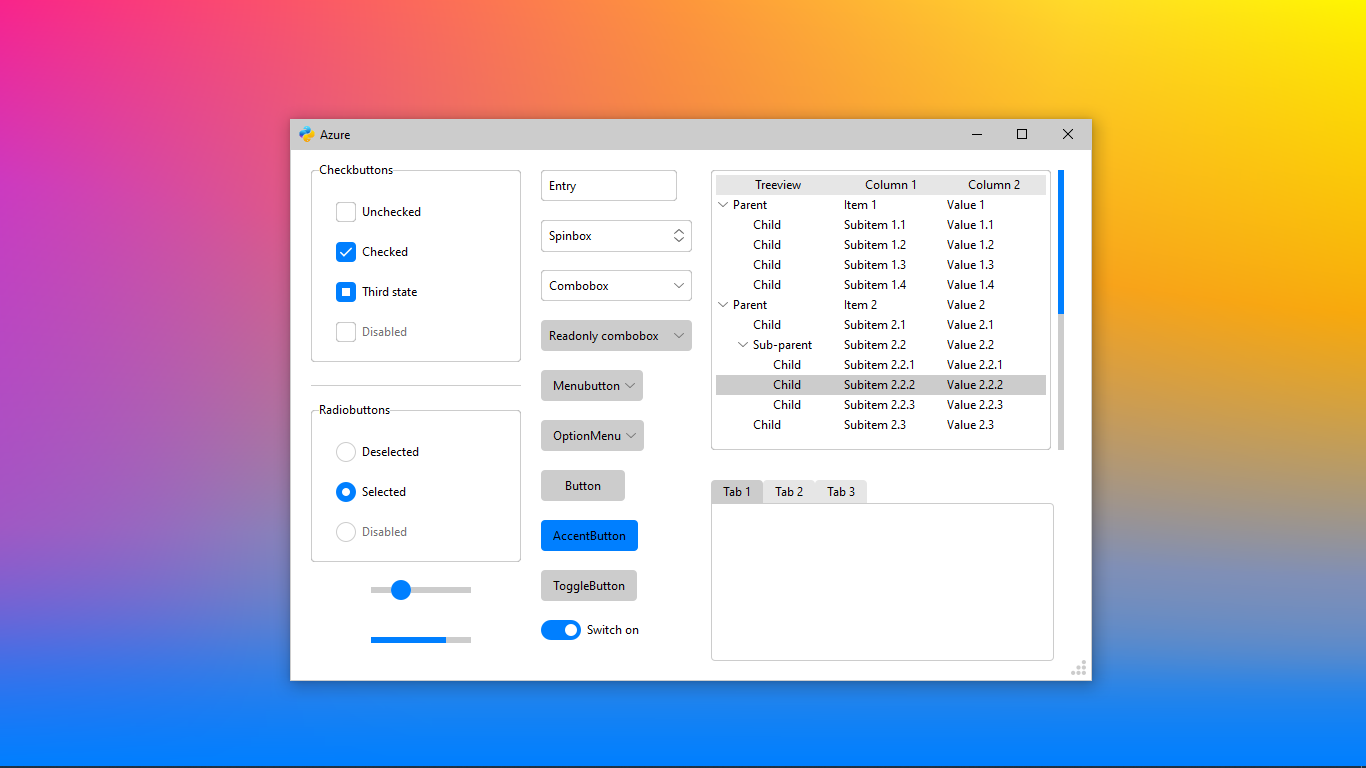 Azure
Checkbuttons
Unchecked
Checked
Third state
Disabled
Radiobuttons
Deselected
Selected
Disabled
Entry
Spinbox
Combobox
Readonly combobox
Menubutton
OptionMenu
Button
AccentButton
ToggleButton
Switch on
Treeview Column 1 Column 2
Parent Item 1 Value 1
Child Subitem 1.1 Value 1.1
Child Subitem 1.2 Value 1.2
Child Subitem 1.3 Value 1.3
Child Subitem 1.4 Value 1.4
Parent Item 2 Value 2
Child Subitem 2.1 Value 2.1
Sub-parent Subitem 2.2 Value 2.2
Child Subitem 2.2.1 Value 2.2.1
Child Subitem 2.2.2 Value 2.2.2
Child Subitem 2.2.3 Value 2.2.3
Child Subitem 2.3 Value 2.3
Tab 1 Tab 2 Tab 3